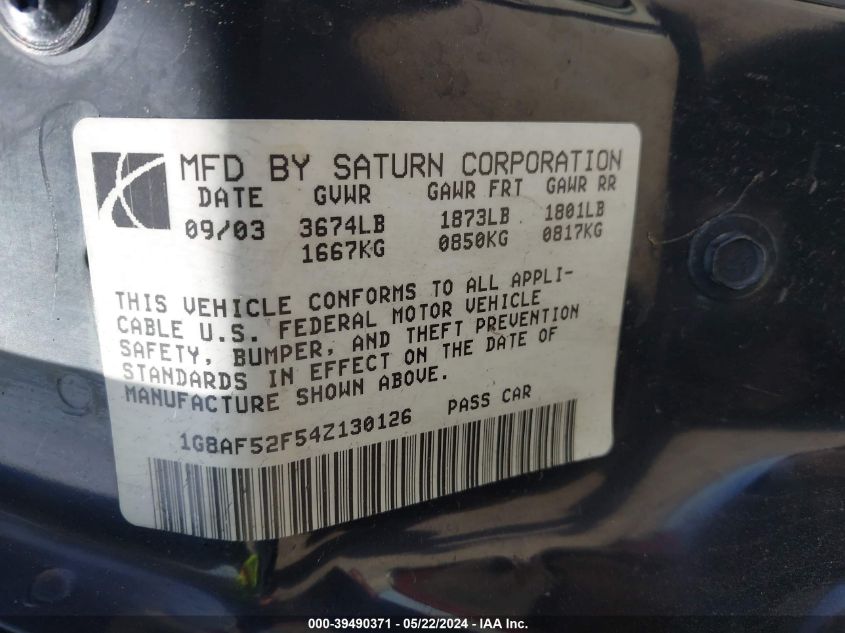 MFD BY SATURN CORPORATION
DATE GVWR GAWR FRT GAWR RR
09/03 3674LB 1873LB 1801LB
1667KG 0850KG 0817KG
THIS VEHICLE CONFORMS TO ALL APPLI-
CABLE U.S. FEDERAL MOTOR VEHICLE
SAFETY, BUMPER, AND THEFT PREVENTION
STANDARDS IN EFFECT ON THE DATE OF
MANUFACTURE SHOWN ABOVE.
1G8AF52F54Z130126 PASS CAR
000-39490371 - 05/22/2024 - IAA Inc.